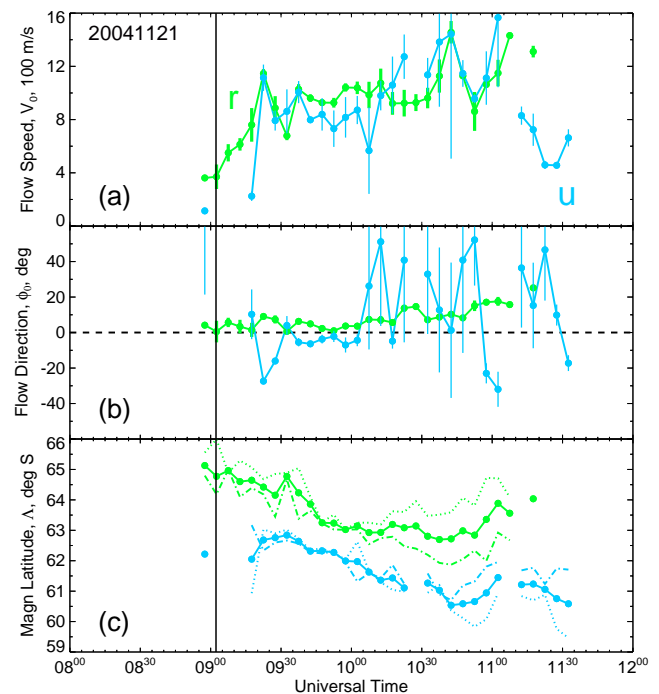 20041121
16
12
8
4
0
Flow Speed, V₀, 100 m/s
r
u
(a)
40
20
0
-20
-40
Flow Direction, ϕ₀, deg
(b)
66
65
64
63
62
61
60
59
Magn Latitude, Λ, deg S
(c)
08⁰⁰ 08³⁰ 09⁰⁰ 09³⁰ 10⁰⁰ 10³⁰ 11⁰⁰ 11³⁰ 12⁰⁰
Universal Time